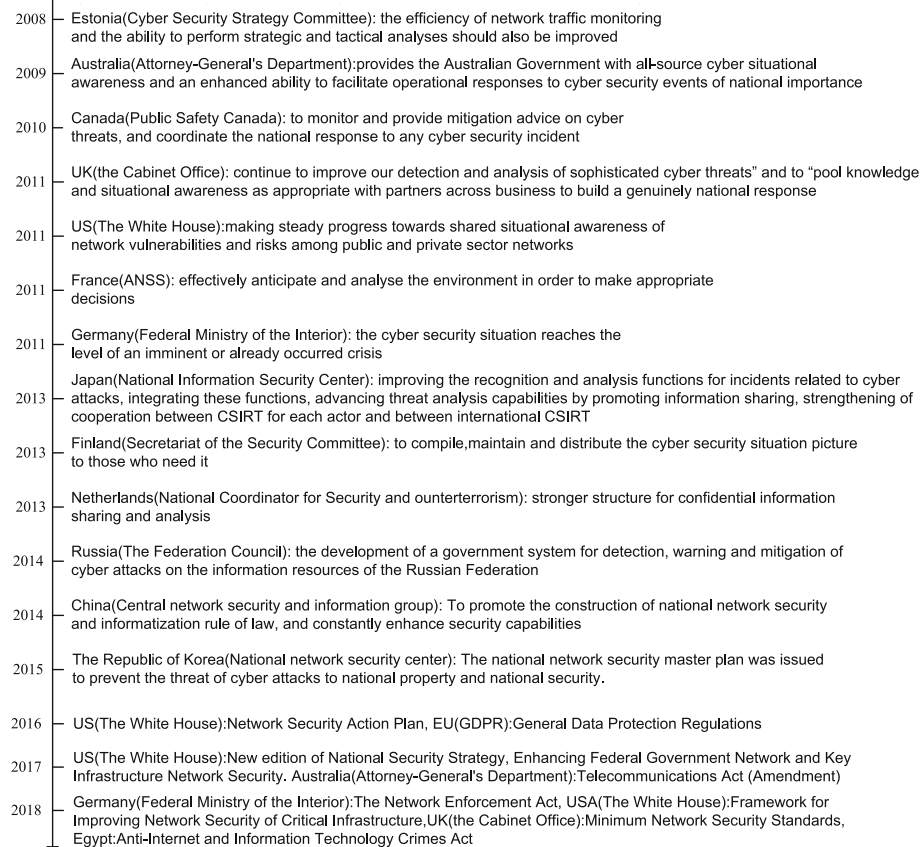 2008 Estonia(Cyber Security Strategy Committee): the efficiency of network traffic monitoring
and the ability to perform strategic and tactical analyses should also be improved
2009 Australia(Attorney-General's Department):provides the Australian Government with all-source cyber situational
awareness and an enhanced ability to facilitate operational responses to cyber security events of national importance
2010 Canada(Public Safety Canada): to monitor and provide mitigation advice on cyber
threats, and coordinate the national response to any cyber security incident
2011 UK(the Cabinet Office): continue to improve our detection and analysis of sophisticated cyber threats” and to “pool knowledge
and situational awareness as appropriate with partners across business to build a genuinely national response
2011 US(The White House):making steady progress towards shared situational awareness of
network vulnerabilities and risks among public and private sector networks
2011 France(ANSS): effectively anticipate and analyse the environment in order to make appropriate
decisions
2011 Germany(Federal Ministry of the Interior): the cyber security situation reaches the
level of an imminent or already occurred crisis
2013 Japan(National Information Security Center): improving the recognition and analysis functions for incidents related to cyber
attacks, integrating these functions, advancing threat analysis capabilities by promoting information sharing, strengthening of
cooperation between CSIRT for each actor and between international CSIRT
2013 Finland(Secretariat of the Security Committee): to compile,maintain and distribute the cyber security situation picture
to those who need it
2013 Netherlands(National Coordinator for Security and ounterterrorism): stronger structure for confidential information
sharing and analysis
2014 Russia(The Federation Council): the development of a government system for detection, warning and mitigation of
cyber attacks on the information resources of the Russian Federation
2014 China(Central network security and information group): To promote the construction of national network security
and informatization rule of law, and constantly enhance security capabilities
2015 The Republic of Korea(National network security center): The national network security master plan was issued
to prevent the threat of cyber attacks to national property and national security.
2016 US(The White House):Network Security Action Plan, EU(GDPR):General Data Protection Regulations
2017 US(The White House):New edition of National Security Strategy, Enhancing Federal Government Network and Key
Infrastructure Network Security. Australia(Attorney-General's Department):Telecommunications Act (Amendment)
2018 Germany(Federal Ministry of the Interior):The Network Enforcement Act, USA(The White House):Framework for
Improving Network Security of Critical Infrastructure,UK(the Cabinet Office):Minimum Network Security Standards,
Egypt:Anti-Internet and Information Technology Crimes Act